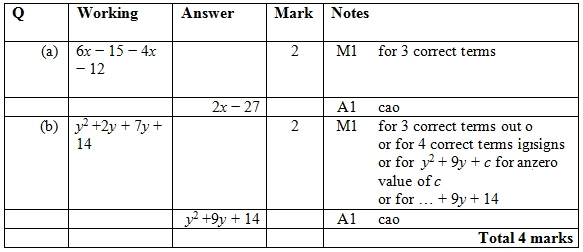 Q Working Answer Mark Notes
(a) 6x – 15 – 4x 2 M1 for 3 correct terms
– 12
2x – 27 A1 cao
(b) y² +2y + 7y + 2 M1 for 3 correct terms out o
14 or for 4 correct terms signs
or for y² + 9y + c for
value of c
or for … + 9y + 14
y² +9y + 14 A1 cao
Total 4 marks